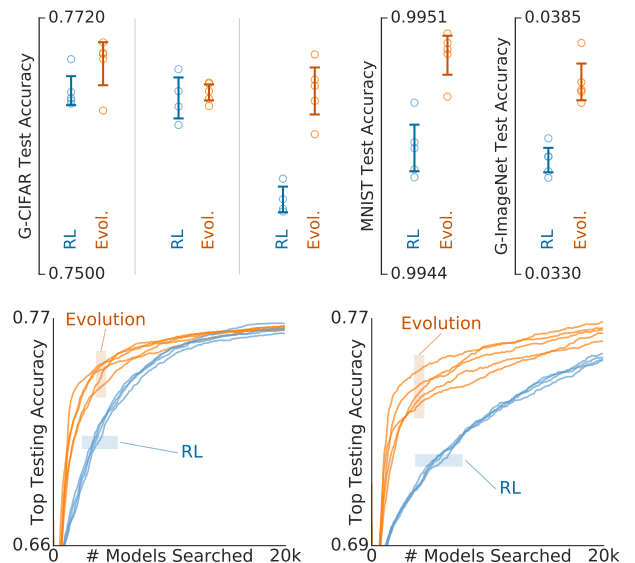 0.7720
G-CIFAR Test Accuracy
RL
Evol.
RL
Evol.
RL
Evol.
0.7500
0.9951
MNIST Test Accuracy
RL
Evol.
0.9944
0.0385
G-ImageNet Test Accuracy
RL
Evol.
0.0330
0.77
Top Testing Accuracy
Evolution
RL
0.66
0
# Models Searched
20k
0.77
Top Testing Accuracy
Evolution
RL
0.69
0
# Models Searched
20k